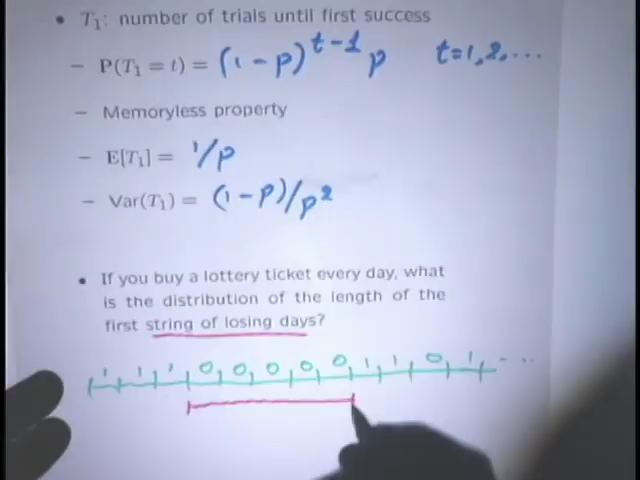 • T₁: number of trials until first success
– P(T₁ = t) = (1 – p)^{t–1} p t=1,2,...
– Memoryless property
– E[T₁] = 1/p
– Var(T₁) = (1–p)/p²
• If you buy a lottery ticket every day, what
is the distribution of the length of the
first string of losing days?
1 1 1 0 0 0 0 0 1 1 0 1 - ..